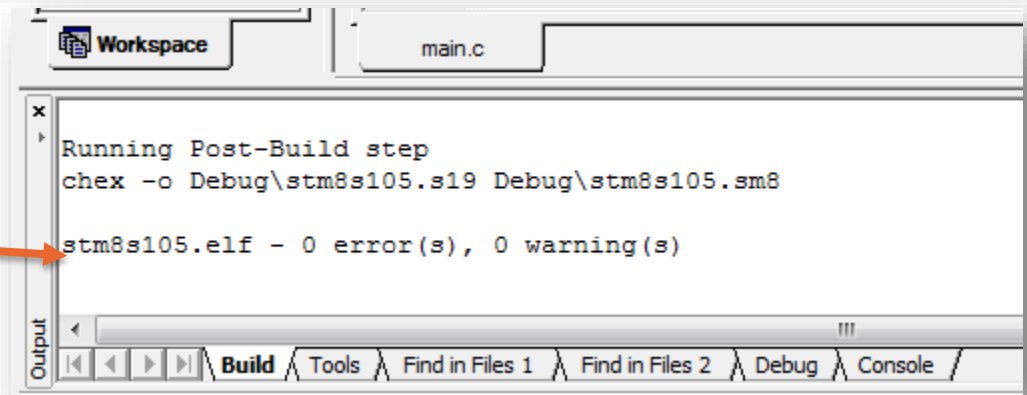 Workspace
main.c
Running Post-Build step
chex -o Debug\stm8s105.s19 Debug\stm8s105.sm8
stm8s105.elf - 0 error(s), 0 warning(s)
Output
Build Tools Find in Files 1 Find in Files 2 Debug Console